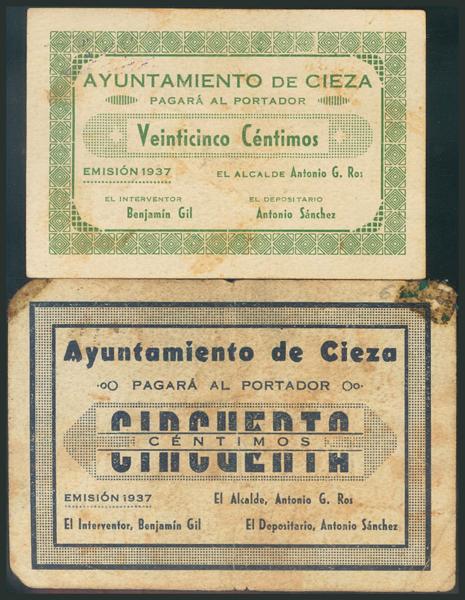 AYUNTAMIENTO DE CIEZA
PAGARÁ AL PORTADOR
Veinticinco Céntimos
EMISIÓN 1937 EL ALCALDE Antonio G. Ros
EL INTERVENTOR EL DEPOSITARIO
Benjamín Gil Antonio Sánchez
Ayuntamiento de Cieza
PAGARÁ AL PORTADOR
CINCUENTA
CÉNTIMOS
CINCUENTA
EMISIÓN 1937 El Alcalde, Antonio G. Ros
El Interventor, Benjamín Gil El Depositario, Antonio Sánchez